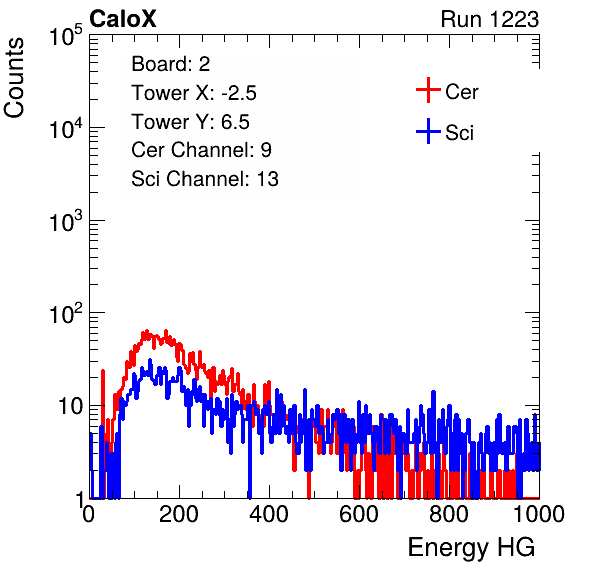 CaloX Run 1223
Counts
10^5
10^4
10^3
10^2
10
1
Board: 2
Tower X: -2.5
Tower Y: 6.5
Cer Channel: 9
Sci Channel: 13
Cer
Sci
0 200 400 600 800 1000
Energy HG